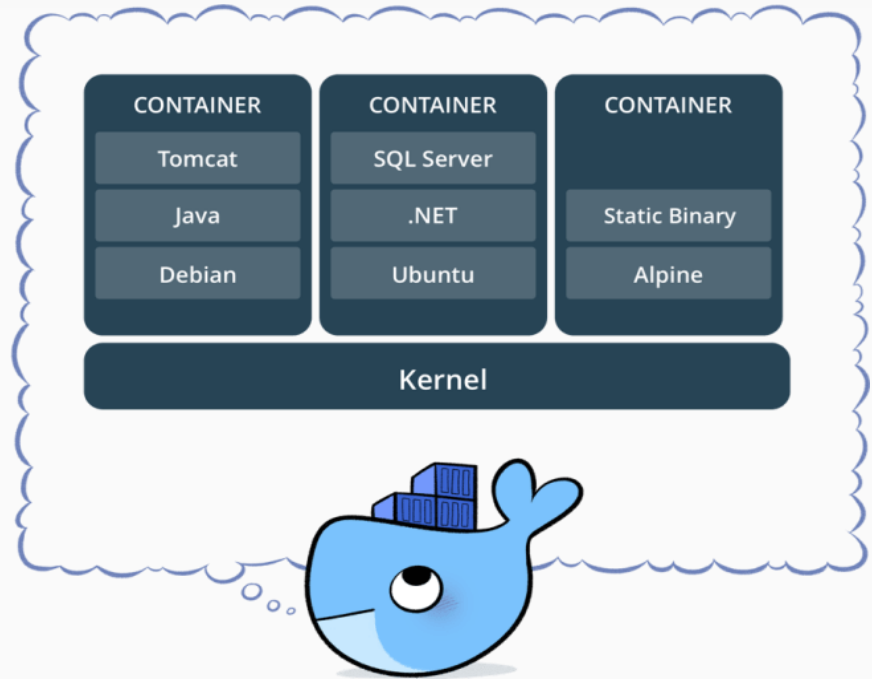 CONTAINER
Tomcat
Java
Debian
CONTAINER
SQL Server
.NET
Ubuntu
CONTAINER
Static Binary
Alpine
Kernel